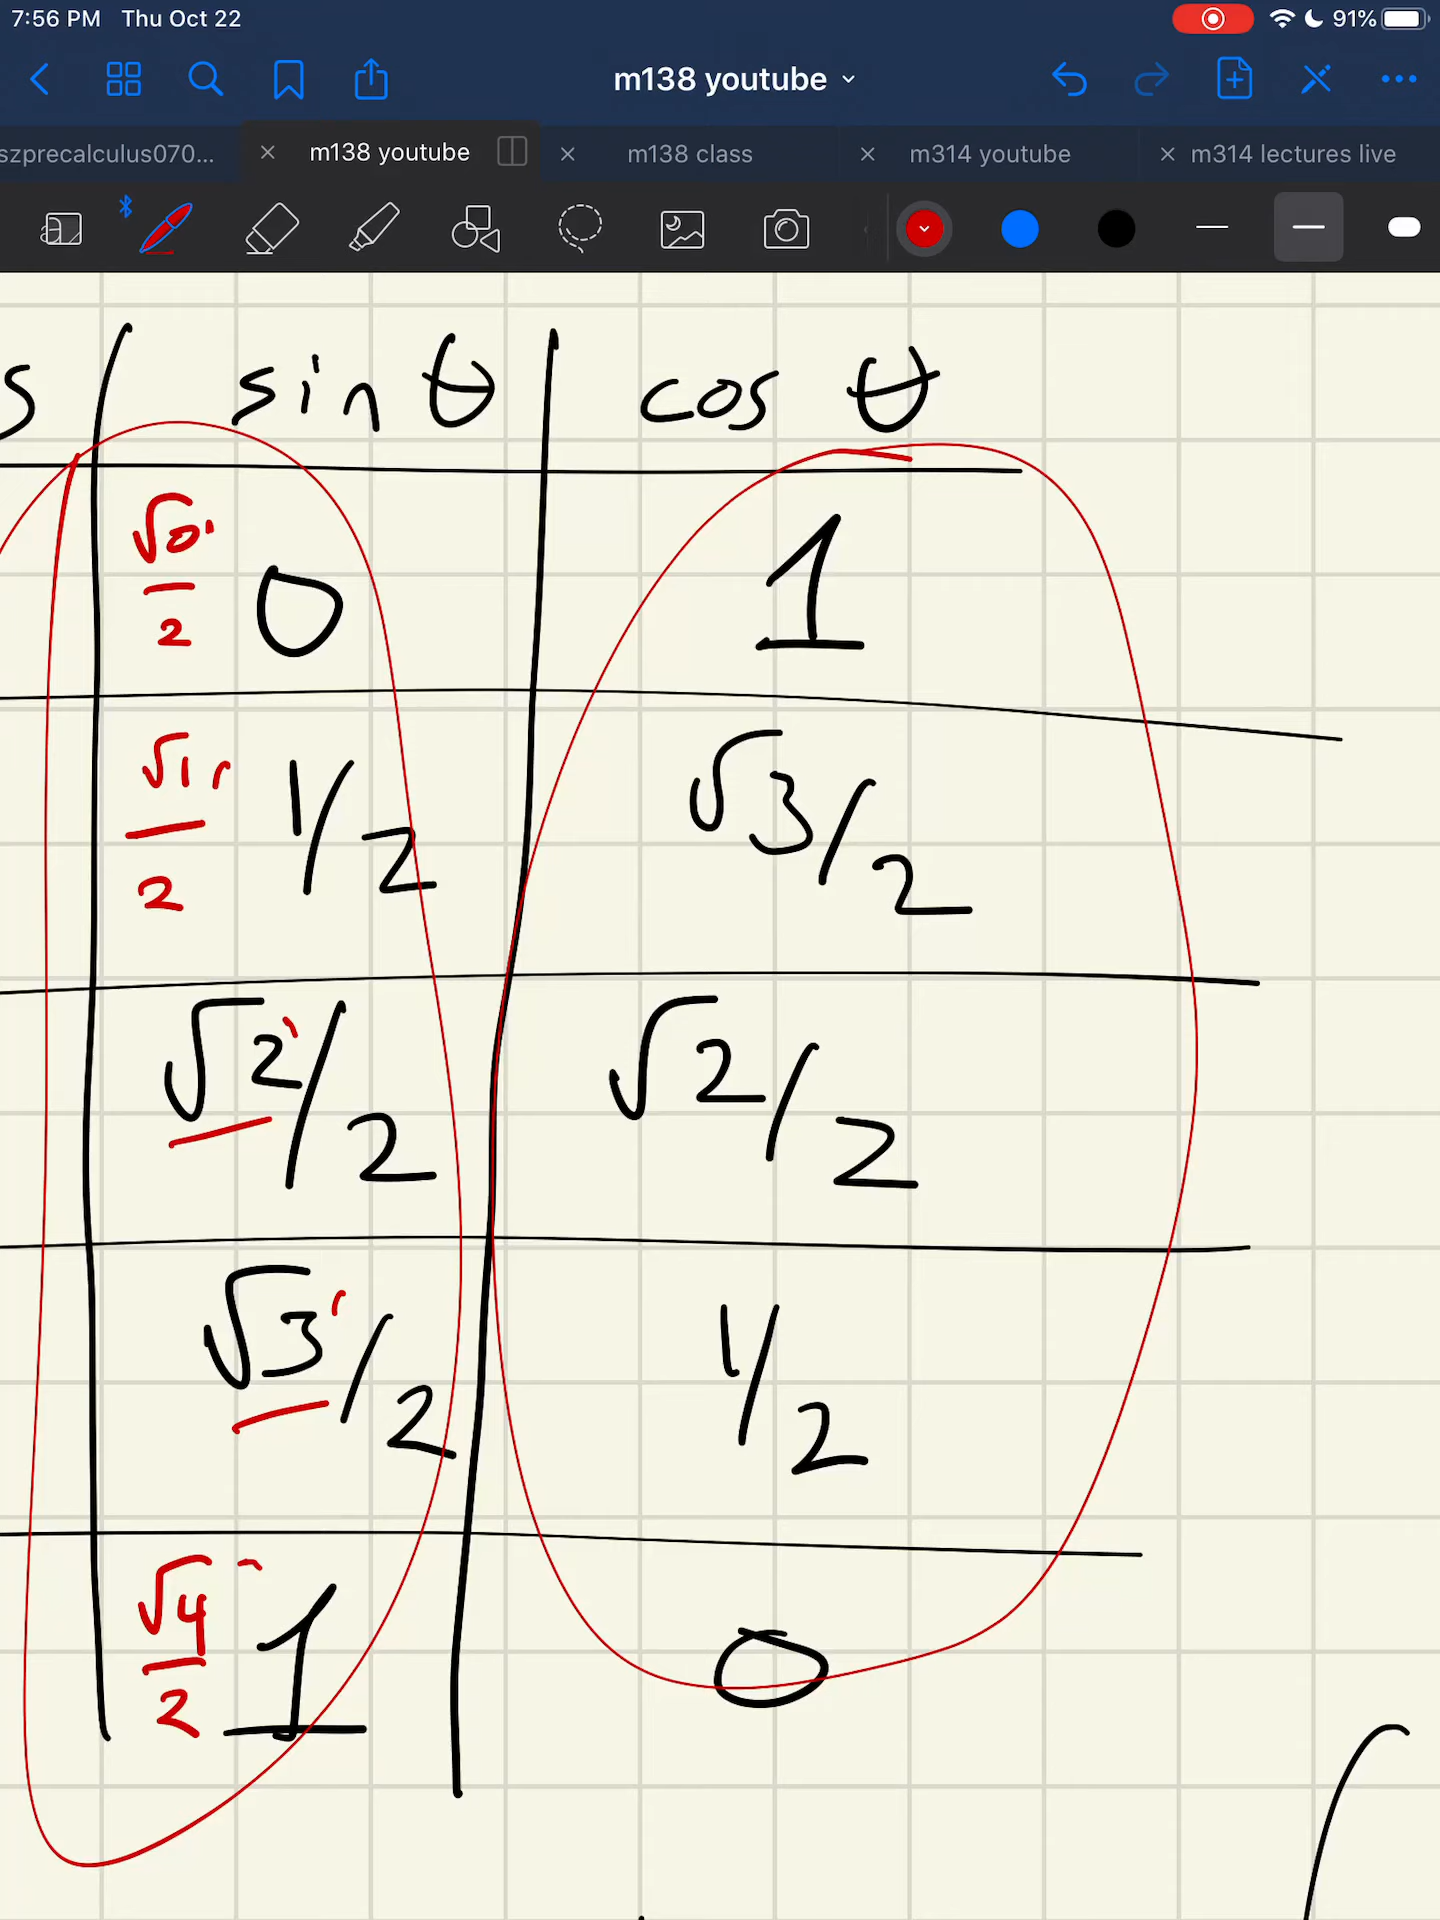 7:56 PM Thu Oct 22 91%
m138 youtube
szprecalculus070... m138 youtube m138 class m314 youtube m314 lectures live
s sin θ cos θ
√0/2 0 1
√1/2 1/2 √3/2
√2/2 √2/2
√3/2 1/2
√4/2 1 0